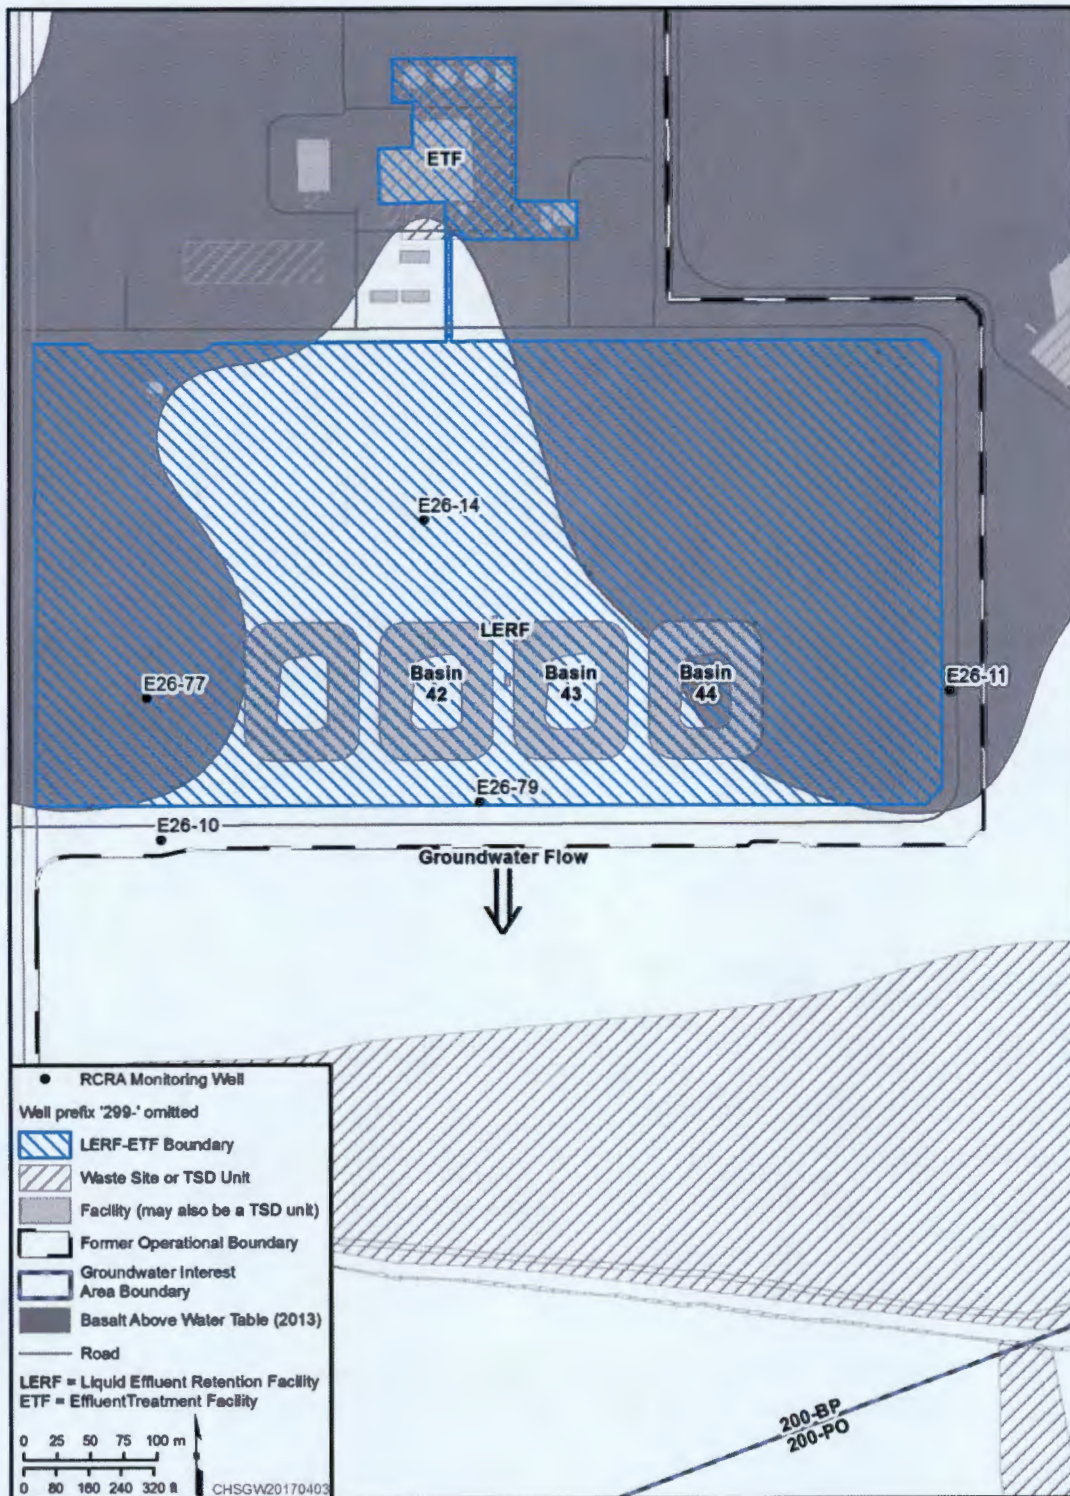 ETF
E26-14
LERF
E26-77
Basin
42
Basin
43
Basin
44
E26-11
E26-79
E26-10
Groundwater Flow
RCRA Monitoring Well
Well prefix '299-' omitted
LERF-ETF Boundary
Waste Site or TSD Unit
Facility (may also be a TSD unit)
Former Operational Boundary
Groundwater Interest
Area Boundary
Basalt Above Water Table (2013)
Road
LERF = Liquid Effluent Retention Facility
ETF = EffluentTreatment Facility
0 25 50 75 100 m
0 80 160 240 320 ft
CHSGW20170403
200-BP
200-PO